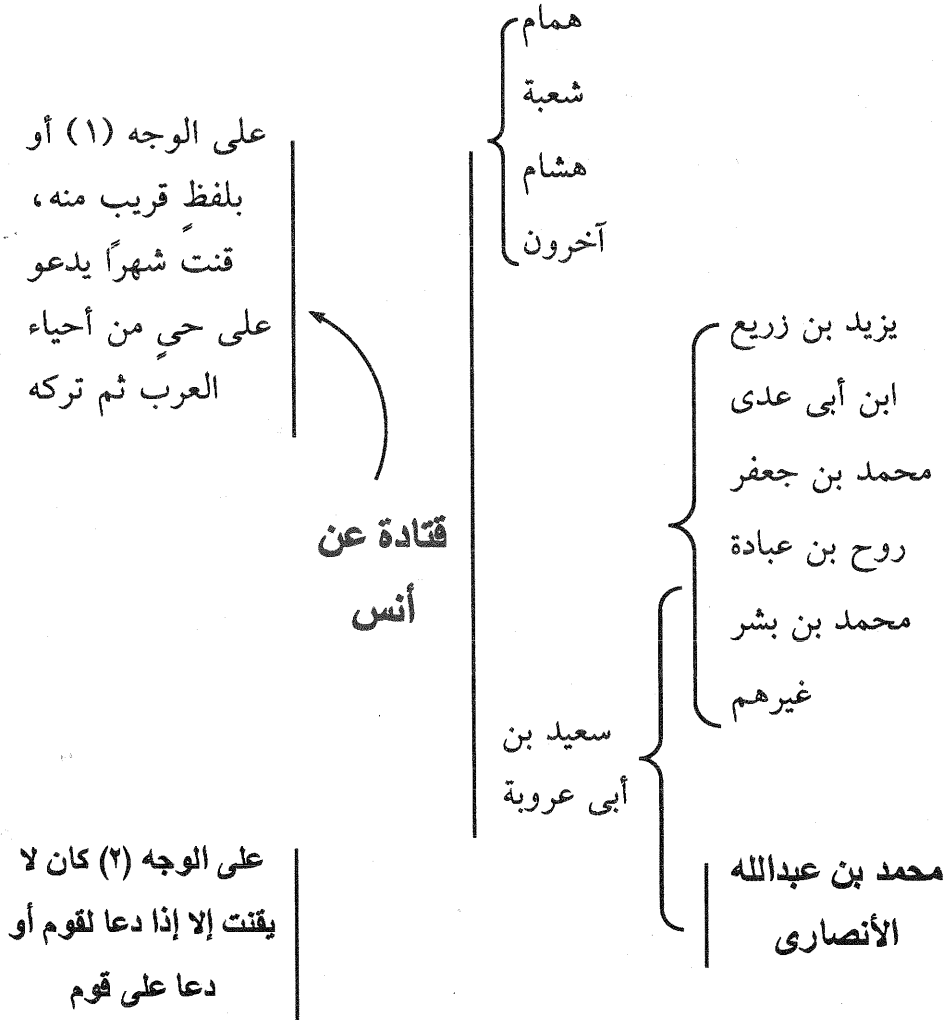 همام
شعبة
هشام
آخرون
يزيد بن زريع
ابن أبى عدى
محمد بن جعفر
روح بن عبادة
محمد بن بشر
غيرهم
سعيد بن
أبى عروبة
محمد بن عبدالله
الأنصارى
قتادة عن
أنس
على الوجه (١) أو
بلفظٍ قريب منه،
قنت شهرًا يدعو
على حيٍ من أحياء
العرب ثم تركه
على الوجه (٢) كان لا
يقنت إلا إذا دعا لقوم أو
دعا على قوم